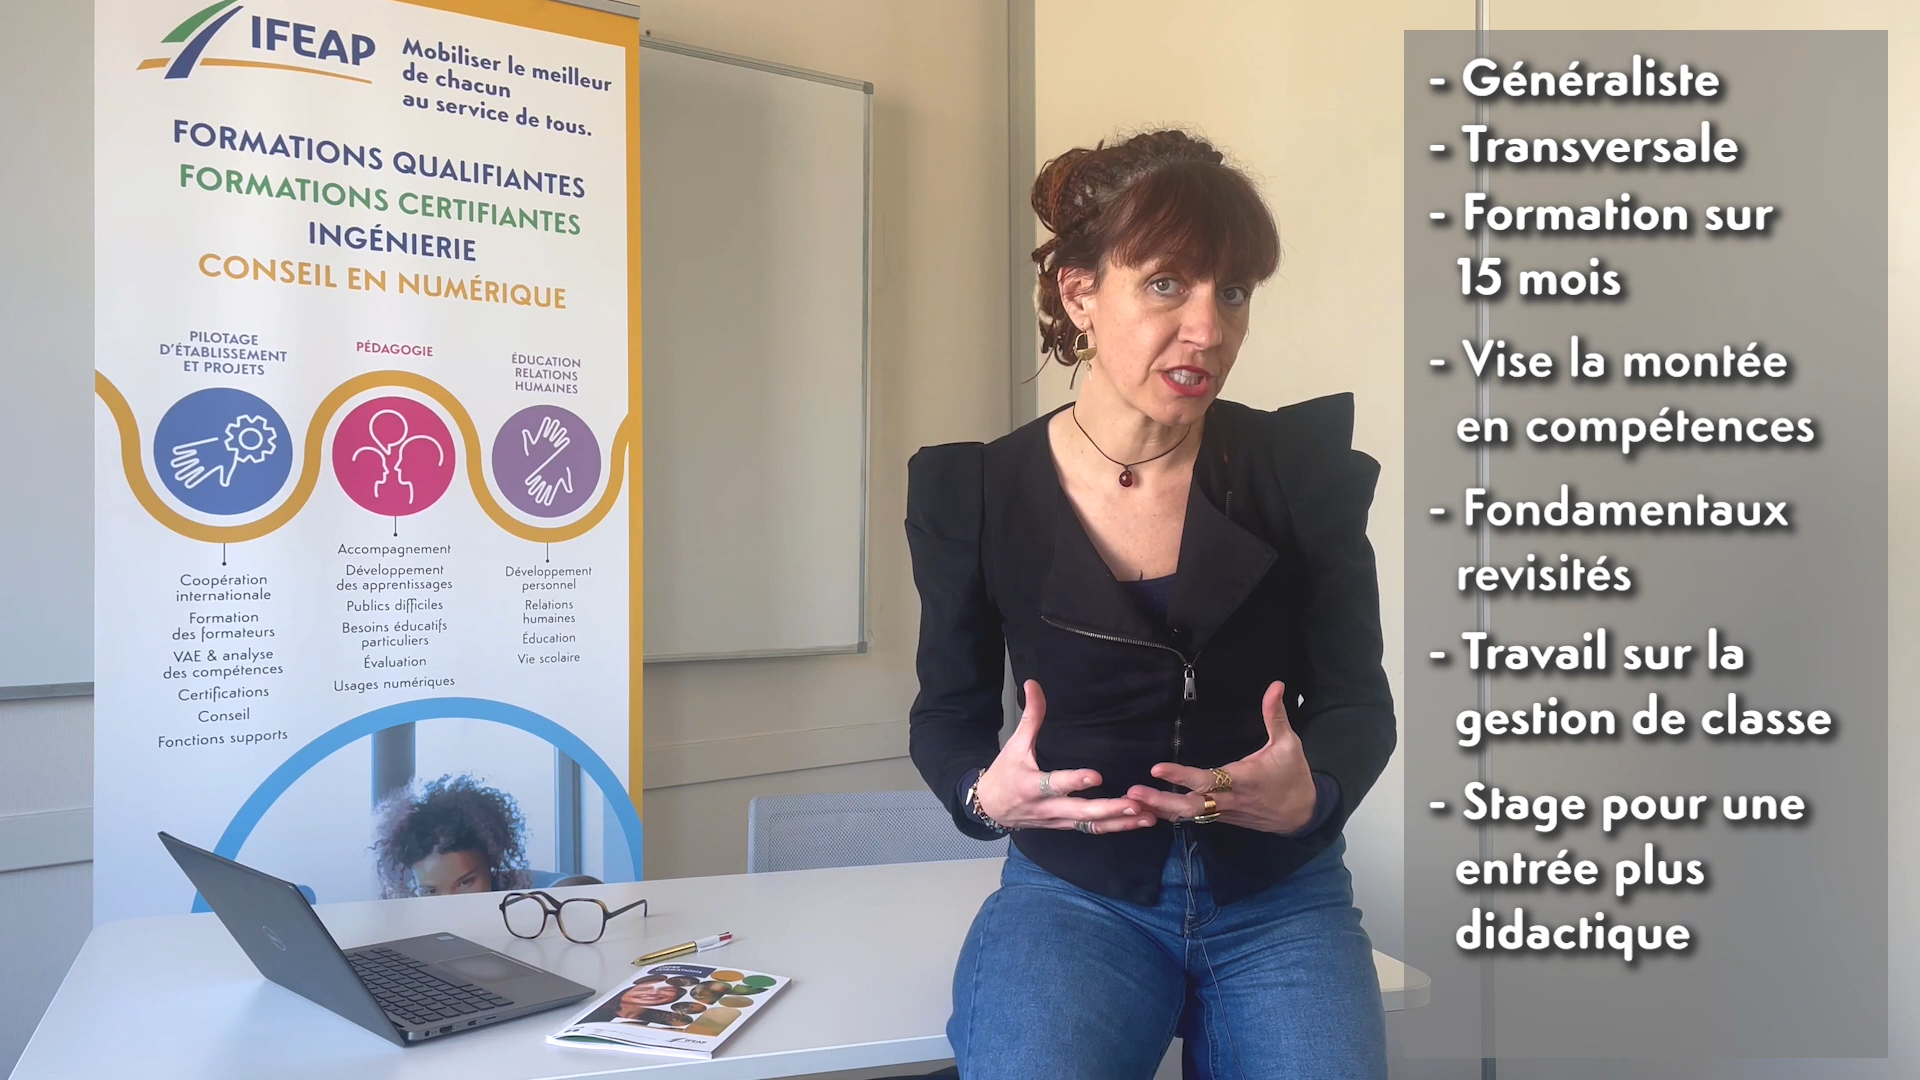 IFEAP
Mobiliser le meilleur
de chacun
au service de tous.
FORMATIONS QUALIFIANTES
FORMATIONS CERTIFIANTES
INGÉNIERIE
CONSEIL EN NUMÉRIQUE
PILOTAGE
D'ÉTABLISSEMENT
ET PROJETS
Coopération
internationale
Formation
des formateurs
VAE & analyse
des compétences
Certifications
Conseil
Fonctions supports
PÉDAGOGIE
Accompagnement
Développement
des apprentissages
Publics difficiles
Besoins éducatifs
particuliers
Évaluation
Usages numériques
ÉDUCATION
RELATIONS
HUMAINES
Développement
personnel
Relations
humaines
Éducation
Vie scolaire
- Généraliste
- Transversale
- Formation sur
15 mois
- Vise la montée
en compétences
- Fondamentaux
revisités
- Travail sur la
gestion de classe
- Stage pour une
entrée plus
didactique
IFEAP